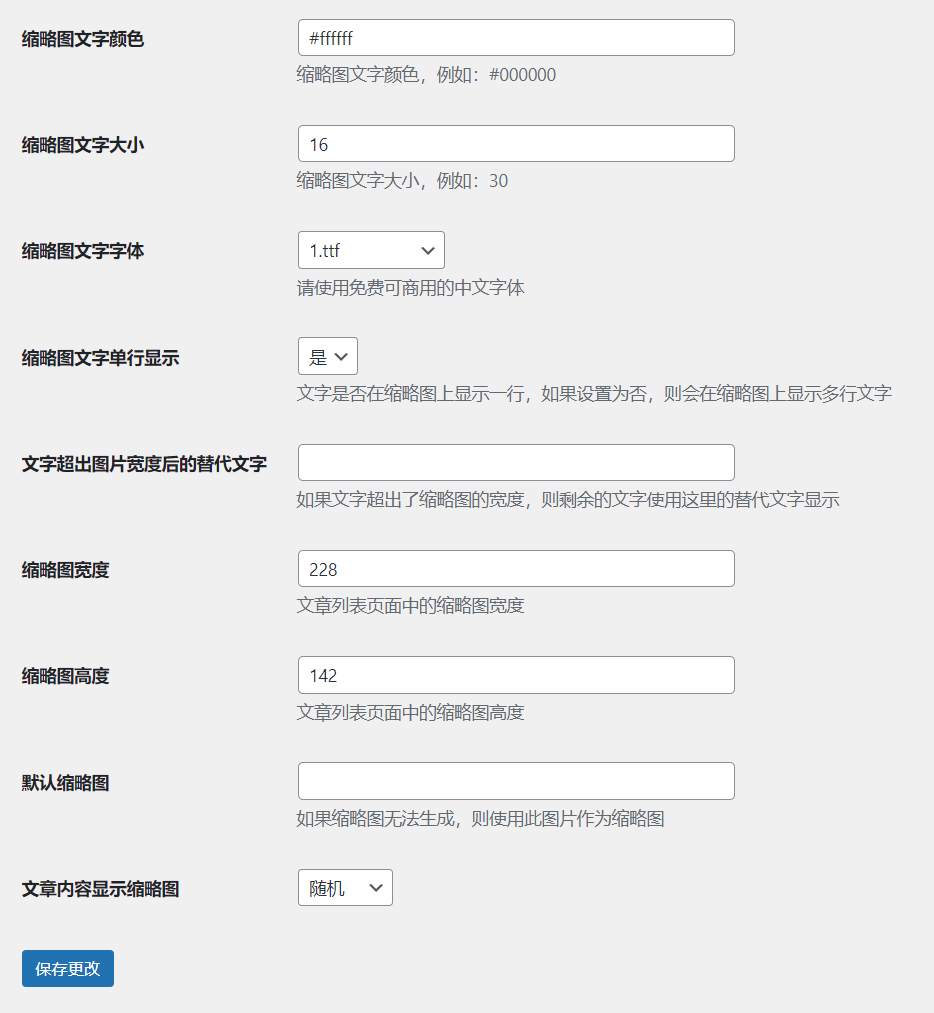 缩略图文字颜色
#ffffff
缩略图文字颜色，例如：#000000
缩略图文字大小
16
缩略图文字大小，例如：30
缩略图文字字体
1.ttf
请使用免费可商用的中文字体
缩略图文字单行显示
是
文字是否在缩略图上显示一行，如果设置为否，则会在缩略图上显示多行文字
文字超出图片宽度后的替代文字
如果文字超出了缩略图的宽度，则剩余的文字使用这里的替代文字显示
缩略图宽度
228
文章列表页面中的缩略图宽度
缩略图高度
142
文章列表页面中的缩略图高度
默认缩略图
如果缩略图无法生成，则使用此图片作为缩略图
文章内容显示缩略图
随机
保存更改